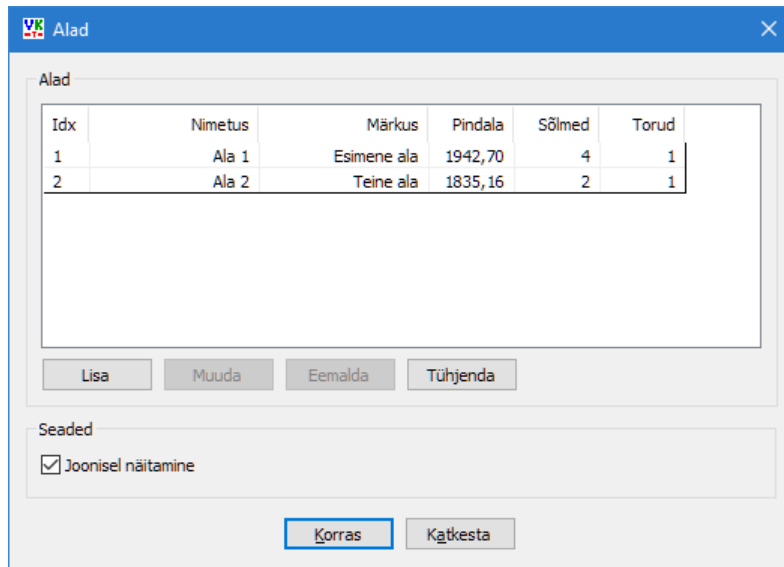 VK
-T-
Alad
Alad
Idx Nimetus Märkus Pindala Sõlmed Torud
1 Ala 1 Esimene ala 1942,70 4 1
2 Ala 2 Teine ala 1835,16 2 1
Lisa Muuda Eemalda Tühjenda
Seaded
Joonisel näitamine
Korras Katkesta